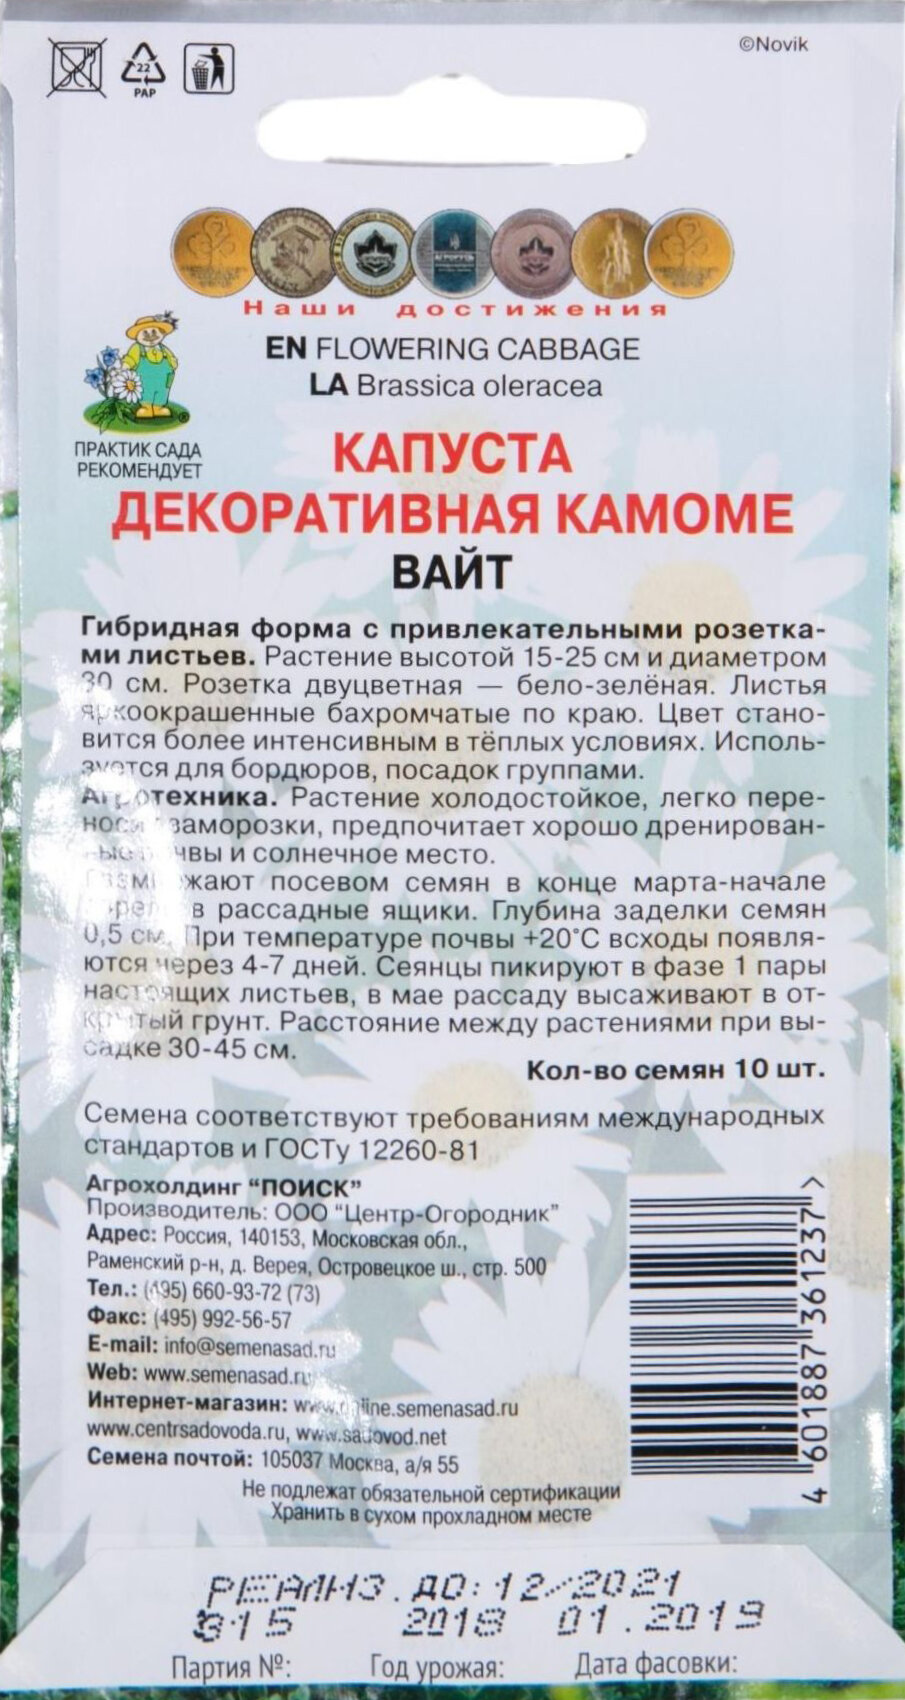 ©Novik
22
PAP
Наши достижения
EN FLOWERING CABBAGE
LA Brassica oleracea
ПРАКТИК САДА
РЕКОМЕНДУЕТ
КАПУСТА
ДЕКОРАТИВНАЯ КАМОМЕ
ВАЙТ
Гибридная форма с привлекательными розетка-
ми листьев. Растение высотой 15-25 см и диаметром
30 см. Розетка двуцветная — бело-зелёная. Листья
яркоокрашенные бахромчатые по краю. Цвет стано-
вится более интенсивным в тёплых условиях. Исполь-
зуется для бордюров, посадок группами.
Агротехника. Растение холодостойкое, легко пере-
носит заморозки, предпочитает хорошо дренирован-
ные почвы и солнечное место.
Размножают посевом семян в конце марта-начале
апреля в рассадные ящики. Глубина заделки семян
0,5 см. При температуре почвы +20°С всходы появля-
ются через 4-7 дней. Сеянцы пикируют в фазе 1 пары
настоящих листьев, в мае рассаду высаживают в от-
крытый грунт. Расстояние между растениями при вы-
садке 30-45 см.
Кол-во семян 10 шт.
Семена соответствуют требованиям международных
стандартов и ГОСТу 12260-81
Агрохолдинг “ПОИСК”
Производитель: ООО “Центр-Огородник”
Адрес: Россия, 140153, Московская обл.,
Раменский р-н, д. Верея, Островецкое ш., стр. 500
Тел.: (495) 660-93-72 (73)
Факс: (495) 992-56-57
E-mail: info@semenasad.ru
Web: www.semenasad.ru
Интернет-магазин: www.online.semenasad.ru
www.centrsadovoda.ru, www.sadovod.net
Семена почтой: 105037 Москва, а/я 55
Не подлежат обязательной сертификации
Хранить в сухом прохладном месте
4 601887 361237 >
РЕАЛИЗ. ДО: 12/2021
815 2018 01.2019
Партия №: Год урожая: Дата фасовки: